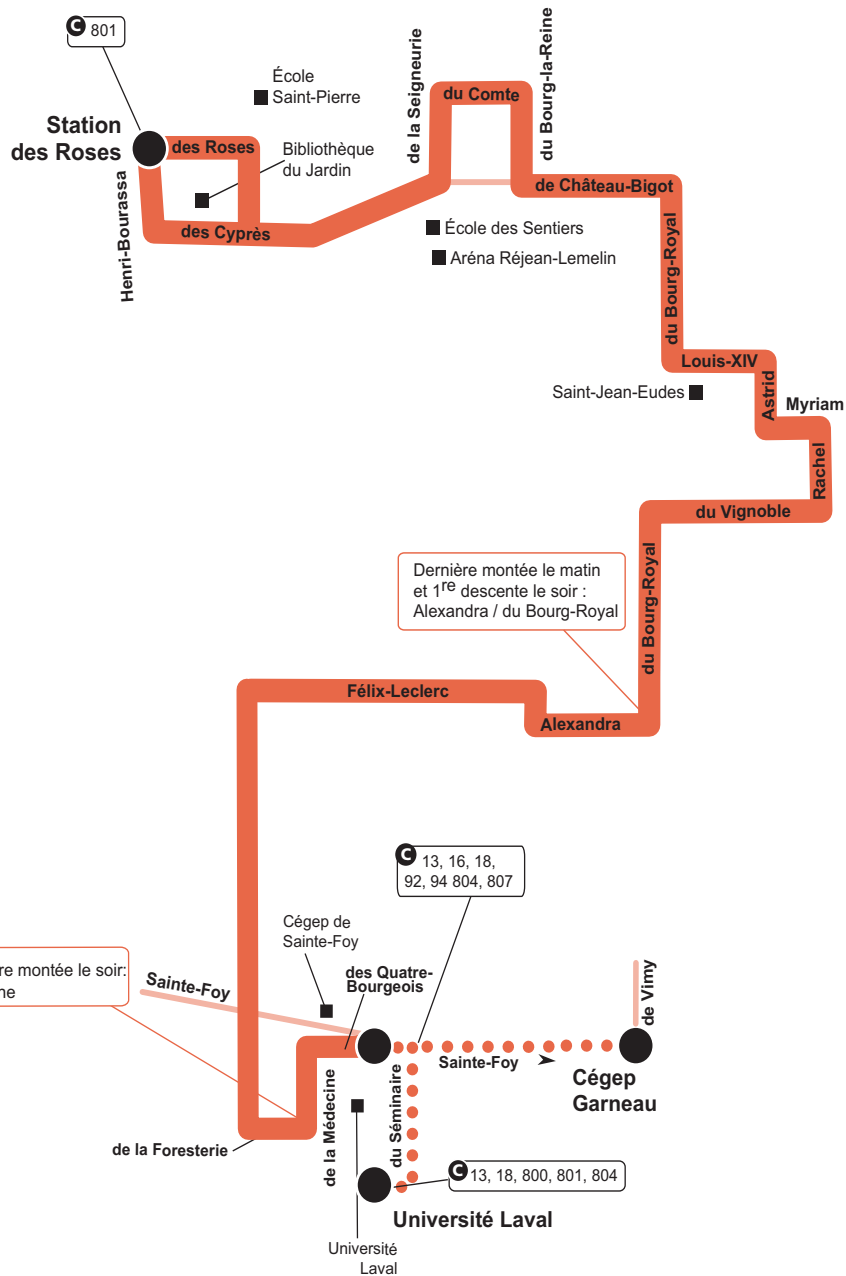 C 801
École
Saint-Pierre
Station
des Roses
des Roses
Bibliothèque
du Jardin
Henri-Bourassa
des Cyprès
de la Seigneurie
du Comte
du Bourg-la-Reine
de Château-Bigot
École des Sentiers
Aréna Réjean-Lemelin
du Bourg-Royal
Louis-XIV
Saint-Jean-Eudes
Astrid
Myriam
Rachel
du Vignoble
Dernière montée le matin
et 1re descente le soir :
Alexandra / du Bourg-Royal
du Bourg-Royal
Félix-Leclerc
Alexandra
C 13, 16, 18,
92, 94 804, 807
Cégep de
Sainte-Foy
re montée le soir:
ne
Sainte-Foy
des Quatre-
Bourgeois
de Vimy
Sainte-Foy
Cégep
Garneau
de la Médecine
du Séminaire
de la Foresterie
C 13, 18, 800, 801, 804
Université Laval
Université
Laval